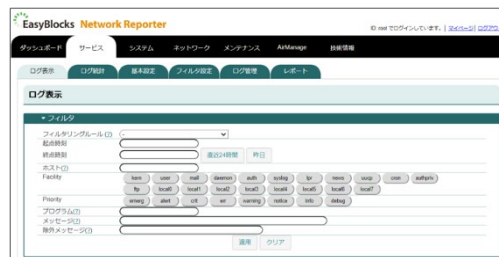 EasyBlocks Network Reporter
ID: root でログインしています。 | マイページ | ログアウ
ダッシュボード サービス システム ネットワーク メンテナンス AirManage 技術情報
ログ表示 ログ統計 基本設定 フィルタ設定 ログ管理 レポート
ログ表示
フィルタ
フィルタリングルール(?) -
起点時刻
終点時刻 直近24時間 昨日
ホスト(?)
Facility kern user mail daemon auth syslog lpr news uucp cron authpriv
ftp local0 local1 local2 local3 local4 local5 local6 local7
Priority emerg alert crit err warning notice info debug
プログラム(?)
メッセージ(?)
除外メッセージ(?)
適用 クリア